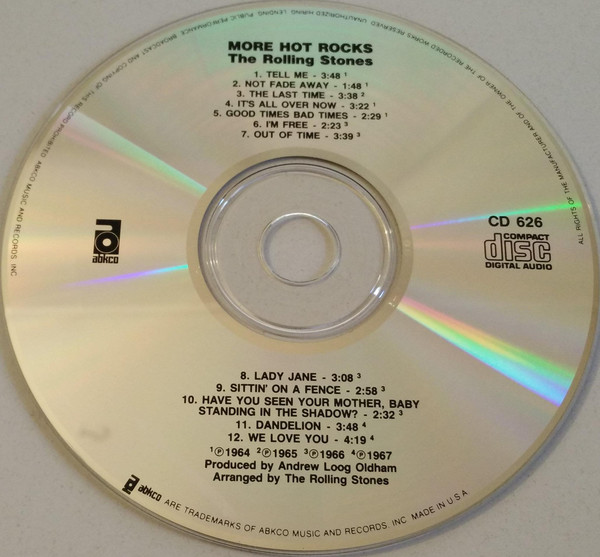 MORE HOT ROCKS
The Rolling Stones
1. TELL ME - 3:48 ¹
2. NOT FADE AWAY - 1:48 ¹
3. THE LAST TIME - 3:38 ²
4. IT'S ALL OVER NOW - 3:22 ¹
5. GOOD TIMES BAD TIMES - 2:29 ¹
6. I'M FREE - 2:23 ³
7. OUT OF TIME - 3:39 ³
abkco
CD 626
COMPACT
disc
DIGITAL AUDIO
8. LADY JANE - 3:08 ³
9. SITTIN' ON A FENCE - 2:58 ³
10. HAVE YOU SEEN YOUR MOTHER, BABY
STANDING IN THE SHADOW? - 2:32 ³
11. DANDELION - 3:48 ⁴
12. WE LOVE YOU - 4:19 ⁴
¹℗1964 ²℗1965 ³℗1966 ⁴℗1967
Produced by Andrew Loog Oldham
Arranged by The Rolling Stones
abkco ARE TRADEMARKS OF ABKCO MUSIC AND RECORDS, INC. MADE IN U.S.A.
ALL RIGHTS OF THE MANUFACTURER AND OF THE OWNER OF THE RECORDED WORKS RESERVED. UNAUTHORIZED HIRING, LENDING, PUBLIC PERFORMANCE, BROADCAST AND COPYING OF THIS RECORD PROHIBITED. ABKCO MUSIC AND RECORDS, INC.